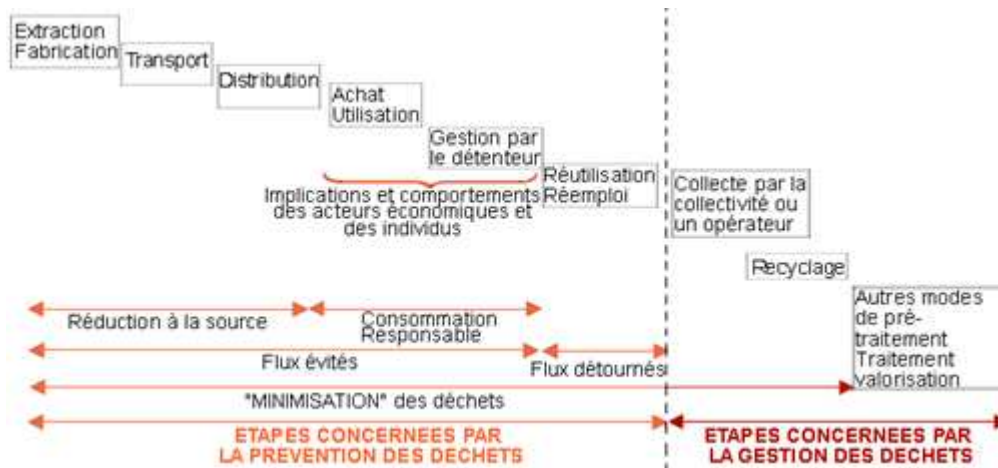 Extraction
Fabrication
Transport
Distribution
Achat
Utilisation
Gestion par
le détenteur
Implications et comportements
des acteurs économiques et
des individus
Réutilisation
Réemploi
Collecte par la
collectivité ou
un opérateur
Recyclage
Autres modes
de pré-
traitement
Traitement
valorisation
Réduction à la source
Consommation
Responsable
Flux évités
Flux détournés
"MINIMISATION" des déchets
ETAPES CONCERNEES PAR
LA PREVENTION DES DECHETS
ETAPES CONCERNEES PAR
LA GESTION DES DECHETS